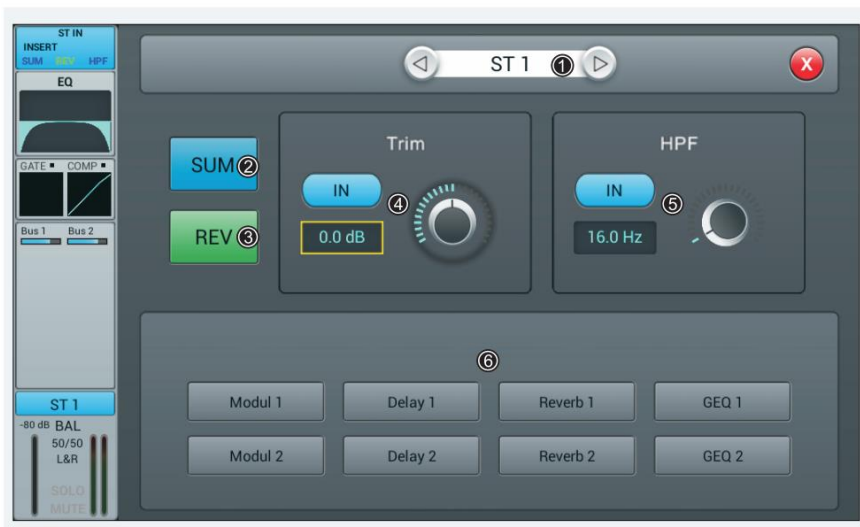 ST IN
INSERT
SUM REV HPF
EQ
GATE COMP
Bus 1 Bus 2
ST 1
-80 dB BAL
50/50
L&R
SOLO
MUTE
ST 1 ①
X
SUM ②
REV ③
Trim
IN
④
0.0 dB
HPF
IN
⑤
16.0 Hz
⑥
Modul 1 Delay 1 Reverb 1 GEQ 1
Modul 2 Delay 2 Reverb 2 GEQ 2